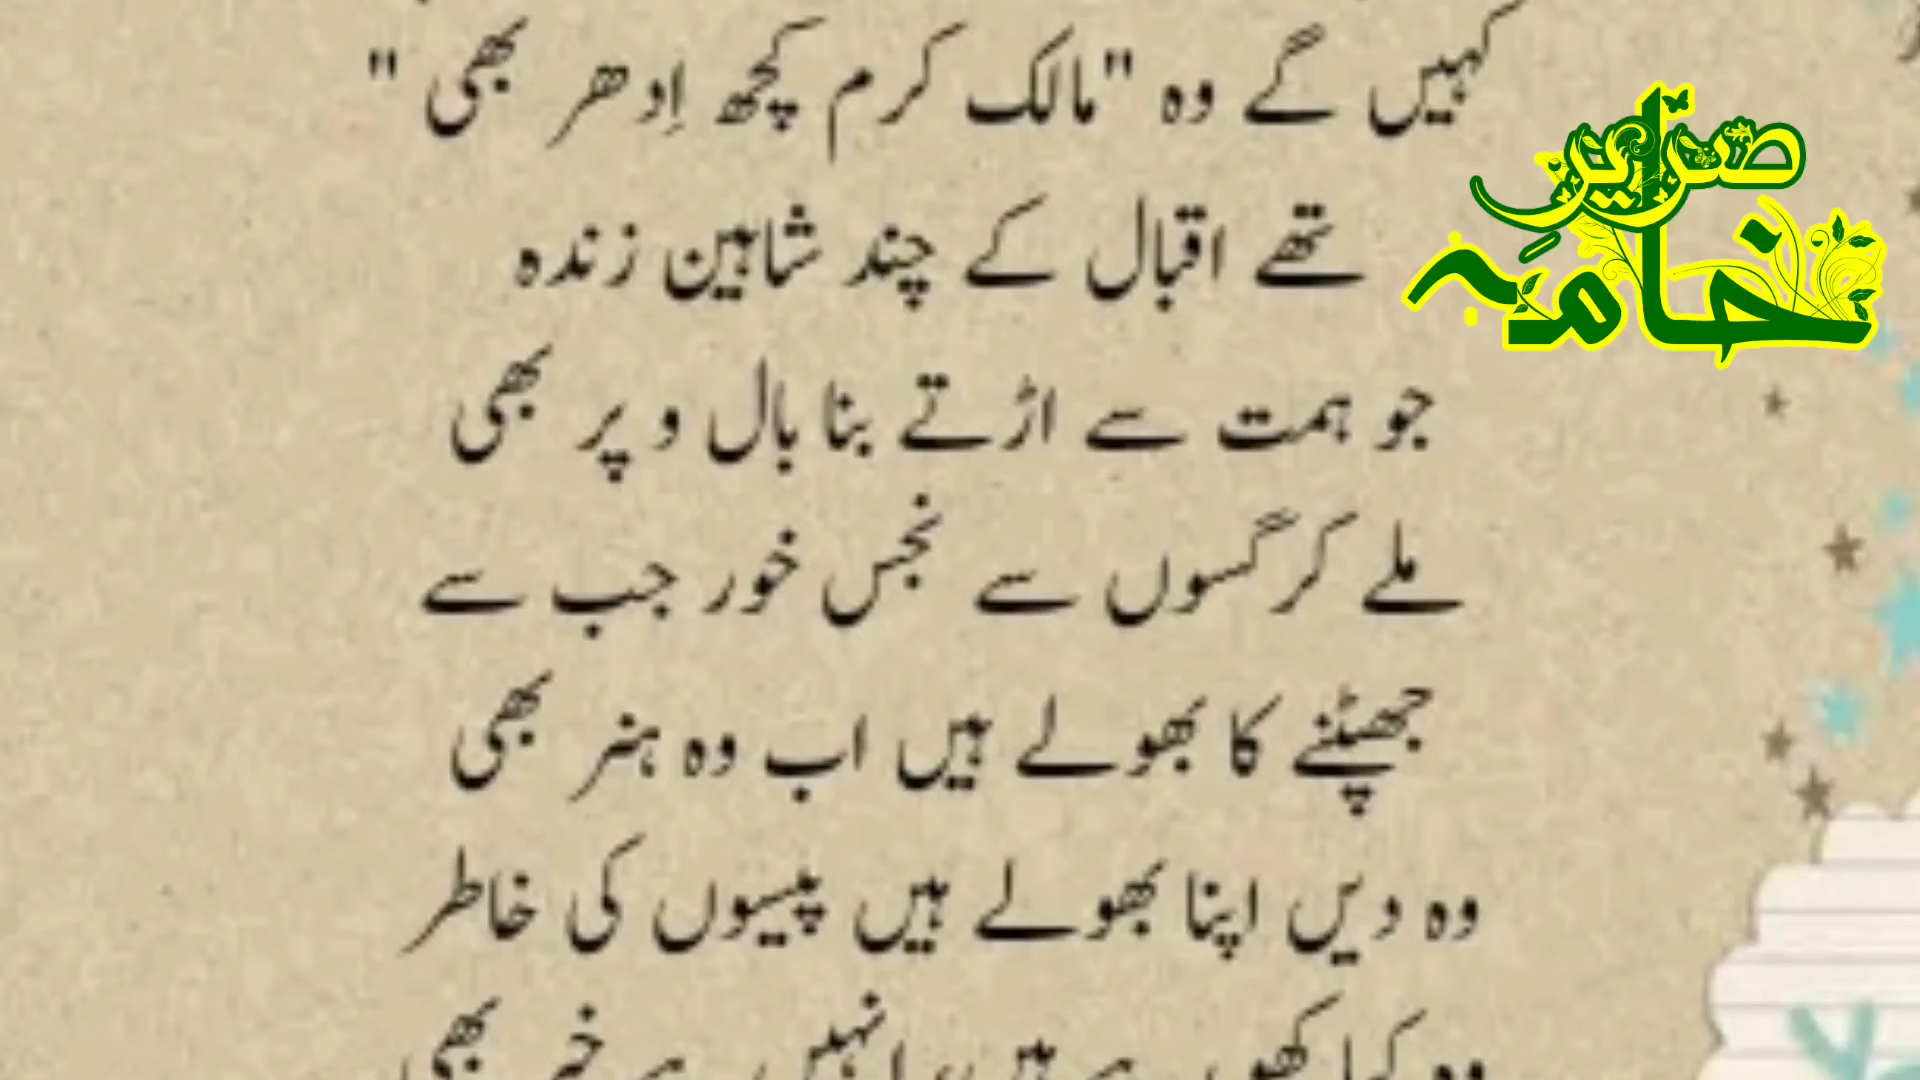 کہیں گے وہ "مالک کرم کچھ اِدھر بھی "
صریرِ
خامہ
تھے اقبال کے چند شاہین زندہ
جو ہمت سے اڑتے بنا بال و پر بھی
ملے کرگسوں سے نجس خور جب سے
جھپٹنے کا بھولے ہیں اب وہ ہنر بھی
وہ دیں اپنا بھولے ہیں پیسوں کی خاطر